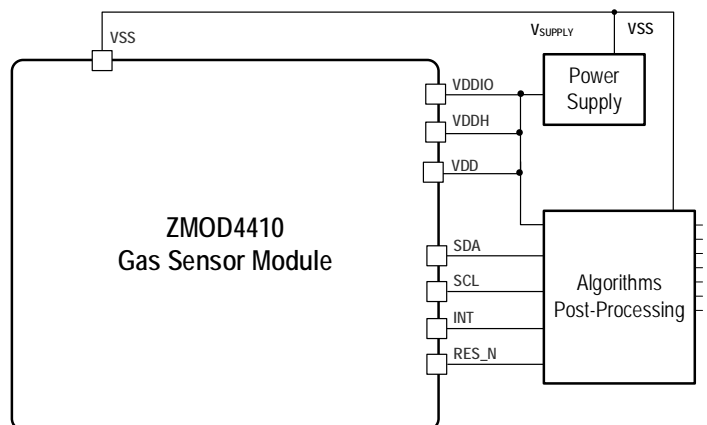 VSS
VSUPPLY
VSS
VDDIO
Power
Supply
VDDH
VDD
ZMOD4410
Gas Sensor Module
SDA
SCL
INT
RES_N
Algorithms
Post-Processing